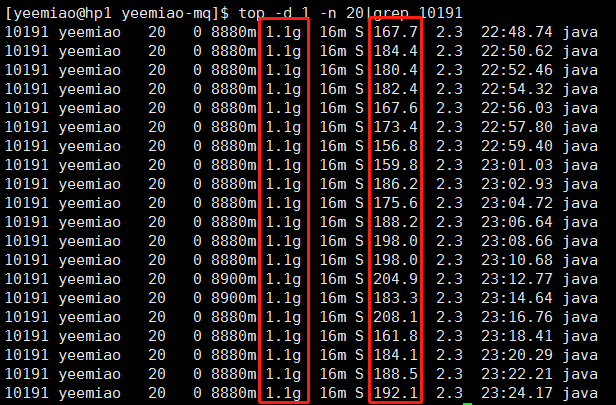 [yeemiao@hp1 yeemiao-mq]$ top -d 1 -n 20|grep 10191
10191 yeemiao 20 0 8880m 1.1g 16m S 167.7 2.3 22:48.74 java
10191 yeemiao 20 0 8880m 1.1g 16m S 184.4 2.3 22:50.62 java
10191 yeemiao 20 0 8880m 1.1g 16m S 180.4 2.3 22:52.46 java
10191 yeemiao 20 0 8880m 1.1g 16m S 182.4 2.3 22:54.32 java
10191 yeemiao 20 0 8880m 1.1g 16m S 167.6 2.3 22:56.03 java
10191 yeemiao 20 0 8880m 1.1g 16m S 173.4 2.3 22:57.80 java
10191 yeemiao 20 0 8880m 1.1g 16m S 156.8 2.3 22:59.40 java
10191 yeemiao 20 0 8880m 1.1g 16m S 159.8 2.3 23:01.03 java
10191 yeemiao 20 0 8880m 1.1g 16m S 186.2 2.3 23:02.93 java
10191 yeemiao 20 0 8880m 1.1g 16m S 175.6 2.3 23:04.72 java
10191 yeemiao 20 0 8880m 1.1g 16m S 188.2 2.3 23:06.64 java
10191 yeemiao 20 0 8880m 1.1g 16m S 198.0 2.3 23:08.66 java
10191 yeemiao 20 0 8880m 1.1g 16m S 198.0 2.3 23:10.68 java
10191 yeemiao 20 0 8900m 1.1g 16m S 204.9 2.3 23:12.77 java
10191 yeemiao 20 0 8900m 1.1g 16m S 183.3 2.3 23:14.64 java
10191 yeemiao 20 0 8880m 1.1g 16m S 208.1 2.3 23:16.76 java
10191 yeemiao 20 0 8880m 1.1g 16m S 161.8 2.3 23:18.41 java
10191 yeemiao 20 0 8880m 1.1g 16m S 184.1 2.3 23:20.29 java
10191 yeemiao 20 0 8880m 1.1g 16m S 188.5 2.3 23:22.21 java
10191 yeemiao 20 0 8880m 1.1g 16m S 192.1 2.3 23:24.17 java